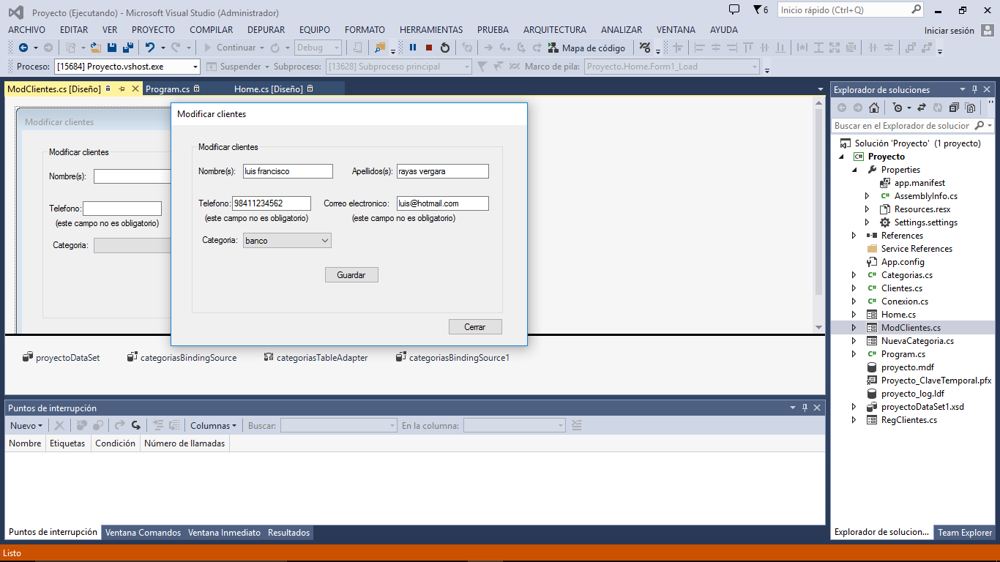 Proyecto (Ejecutando) - Microsoft Visual Studio (Administrador)
6
Inicio rápido (Ctrl+Q)
ARCHIVO EDITAR VER PROYECTO COMPILAR DEPURAR EQUIPO FORMATO HERRAMIENTAS PRUEBA ARQUITECTURA ANALIZAR VENTANA AYUDA
Iniciar sesión
Continuar Debug Mapa de código
Proceso: [15684] Proyecto.vshost.exe Suspender Subproceso: [13628] Subproceso principal Marco de pila: Proyecto.Home.Form1_Load
ModClientes.cs [Diseño] Program.cs Home.cs [Diseño]
Modificar clientes
Modificar clientes
Nombre(s):
Telefono:
(este campo no es obligatorio)
Categoria:
Modificar clientes
Modificar clientes
Nombre(s): luis francisco Apellidos(s): rayas vergara
Telefono: 98411234562 Correo electronico: luis@hotmail.com
(este campo no es obligatorio) (este campo no es obligatorio)
Categoria: banco
Guardar
Cerrar
proyectoDataSet categoriasBindingSource categoriasTableAdapter categoriasBindingSource1
Puntos de interrupción
Nuevo Columnas Buscar: En la columna:
Nombre Etiquetas Condición Número de llamadas
Puntos de interrupción Ventana Comandos Ventana Inmediato Resultados
Explorador de soluciones
Buscar en el Explorador de solucion
Solución 'Proyecto' (1 proyecto)
Proyecto
Properties
app.manifest
AssemblyInfo.cs
Resources.resx
Settings.settings
References
Service References
App.config
Categorias.cs
Clientes.cs
Conexion.cs
Home.cs
ModClientes.cs
NuevaCategoria.cs
Program.cs
proyecto.mdf
Proyecto_ClaveTemporal.pfx
proyecto_log.ldf
proyectoDataSet1.xsd
RegClientes.cs
Explorador de solucion... Team Explorer
Listo